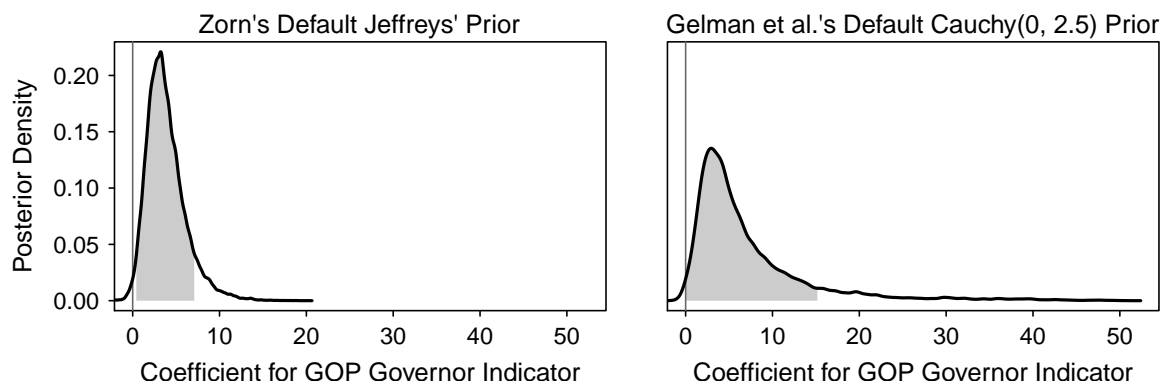 Zorn's Default Jeffreys' Prior
Posterior Density
0.20
0.15
0.10
0.05
0.00
0 10 20 30 40 50
Coefficient for GOP Governor Indicator
Gelman et al.'s Default Cauchy(0, 2.5) Prior
0 10 20 30 40 50
Coefficient for GOP Governor Indicator